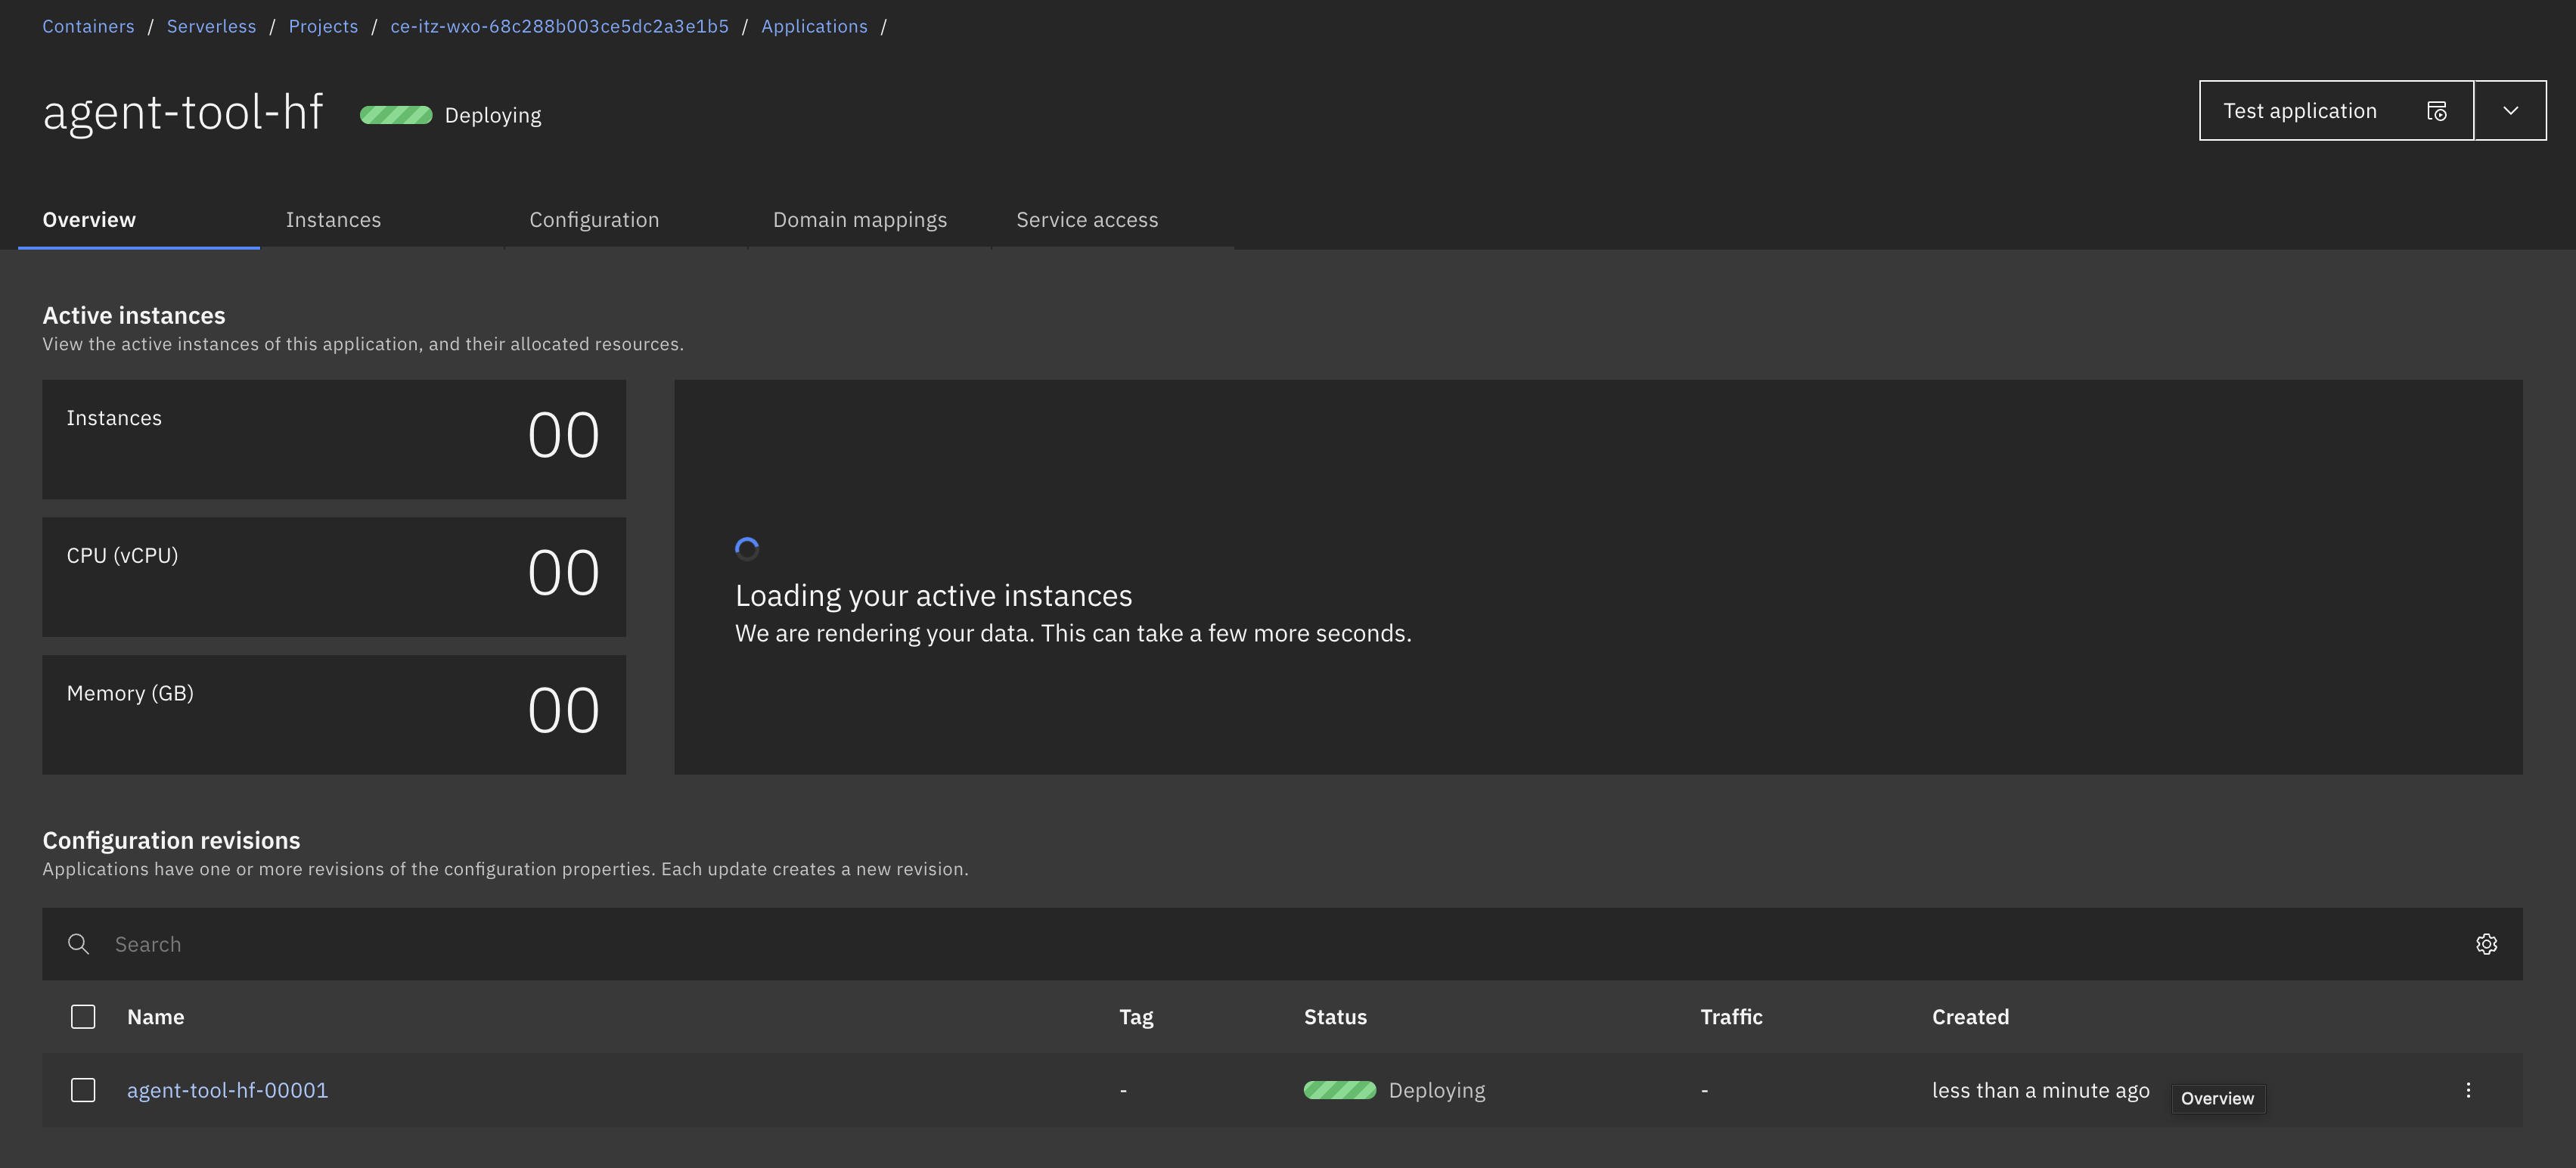 Containers / Serverless / Projects / ce-itz-wxo-68c288b003ce5dc2a3e1b5 / Applications /
agent-tool-hf Deploying Test application
Overview Instances Configuration Domain mappings Service access
Active instances
View the active instances of this application, and their allocated resources.
Instances 00
CPU (vCPU) 00
Memory (GB) 00
Loading your active instances
We are rendering your data. This can take a few more seconds.
Configuration revisions
Applications have one or more revisions of the configuration properties. Each update creates a new revision.
Search
Name Tag Status Traffic Created
agent-tool-hf-00001 - Deploying - less than a minute ago Overview